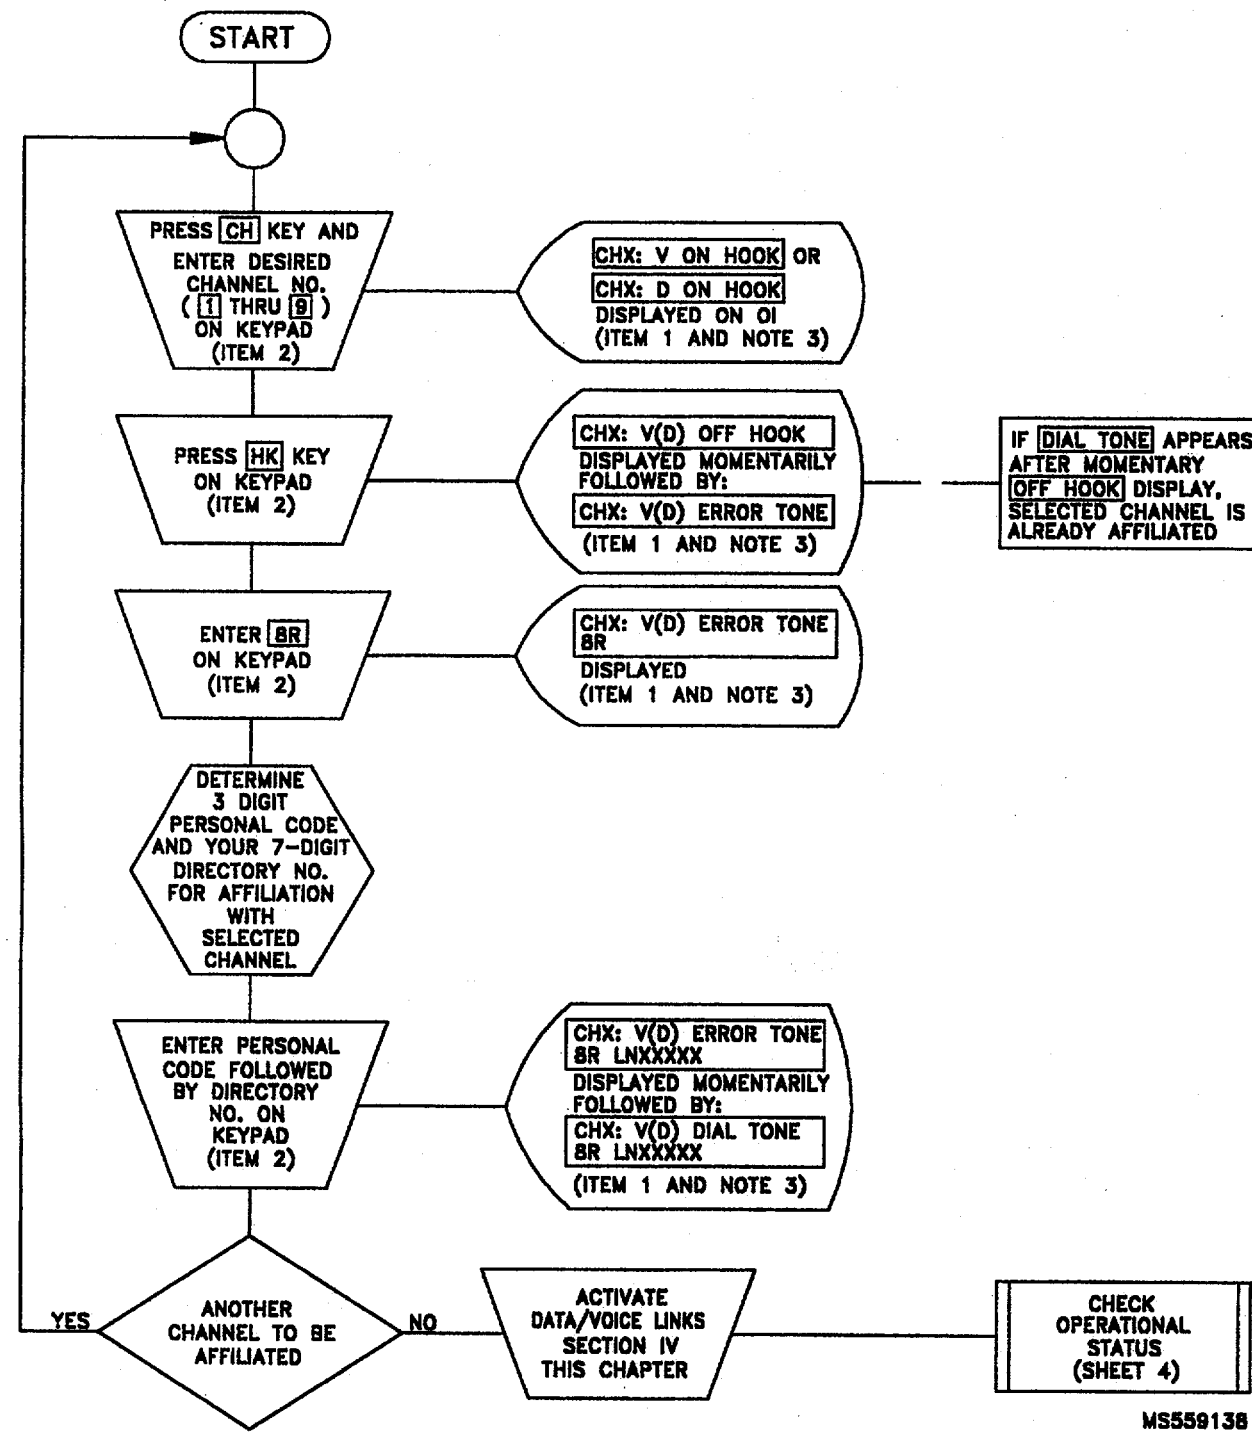 START
PRESS CH KEY AND
ENTER DESIRED
CHANNEL NO.
( 1 THRU 9 )
ON KEYPAD
(ITEM 2)
CHX: V ON HOOK OR
CHX: D ON HOOK
DISPLAYED ON OI
(ITEM 1 AND NOTE 3)
PRESS HK KEY
ON KEYPAD
(ITEM 2)
CHX: V(D) OFF HOOK
DISPLAYED MOMENTARILY
FOLLOWED BY:
CHX: V(D) ERROR TONE
(ITEM 1 AND NOTE 3)
IF DIAL TONE APPEARS
AFTER MOMENTARY
OFF HOOK DISPLAY,
SELECTED CHANNEL IS
ALREADY AFFILIATED
ENTER 8R
ON KEYPAD
(ITEM 2)
CHX: V(D) ERROR TONE
8R
DISPLAYED
(ITEM 1 AND NOTE 3)
DETERMINE
3 DIGIT
PERSONAL CODE
AND YOUR 7-DIGIT
DIRECTORY NO.
FOR AFFILIATION
WITH
SELECTED
CHANNEL
ENTER PERSONAL
CODE FOLLOWED
BY DIRECTORY
NO. ON
KEYPAD
(ITEM 2)
CHX: V(D) ERROR TONE
8R LNXXXXX
DISPLAYED MOMENTARILY
FOLLOWED BY:
CHX: V(D) DIAL TONE
8R LNXXXXX
(ITEM 1 AND NOTE 3)
YES
ANOTHER
CHANNEL TO BE
AFFILIATED
NO
ACTIVATE
DATA/VOICE LINKS
SECTION IV
THIS CHAPTER
CHECK
OPERATIONAL
STATUS
(SHEET 4)
MS559138